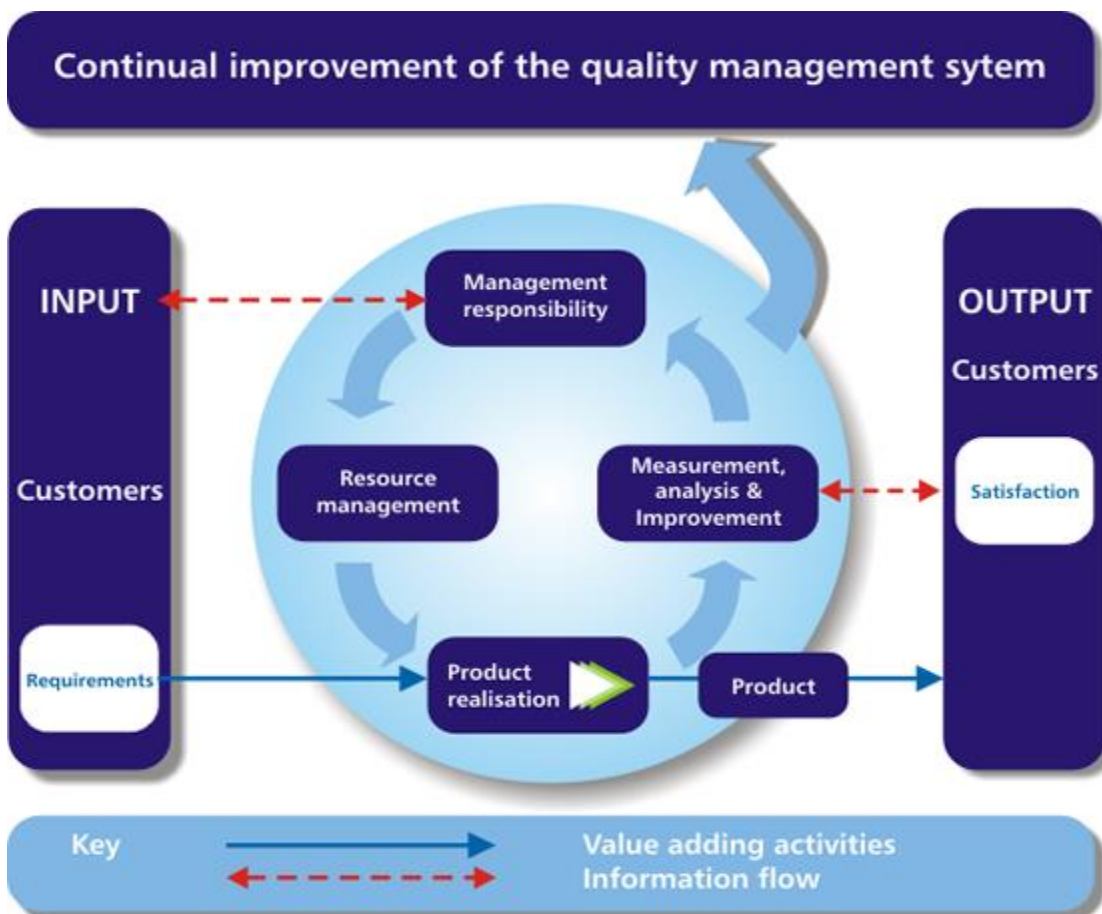 Continual improvement of the quality management sytem
INPUT
Customers
Requirements
Management
responsibility
Resource
management
Measurement,
analysis &
Improvement
Product
realisation
Product
OUTPUT
Customers
Satisfaction
Key
Value adding activities
Information flow